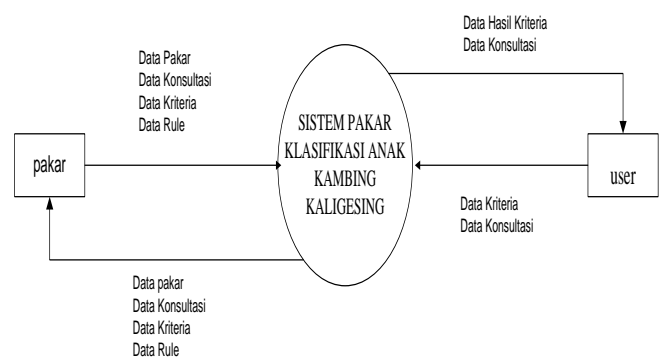 Data Hasil Kriteria
Data Konsultasi
Data Pakar
Data Konsultasi
Data Kriteria
Data Rule
pakar
SISTEM PAKAR
KLASIFIKASI ANAK
KAMBING
KALIGESING
user
Data Kriteria
Data Konsultasi
Data pakar
Data Konsultasi
Data Kriteria
Data Rule